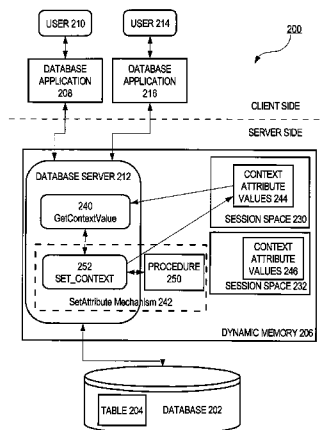 USER 210
USER 214
200
DATABASE
APPLICATION
208
DATABASE
APPLICATION
216
CLIENT SIDE
SERVER SIDE
DATABASE SERVER 212
240
GetContextValue
CONTEXT
ATTRIBUTE
VALUES 244
SESSION SPACE 230
252
SET_CONTEXT
PROCEDURE
250
SetAttribute Mechanism 242
CONTEXT
ATTRIBUTE
VALUES 246
SESSION SPACE 232
DYNAMIC MEMORY 206
TABLE 204
DATABASE 202